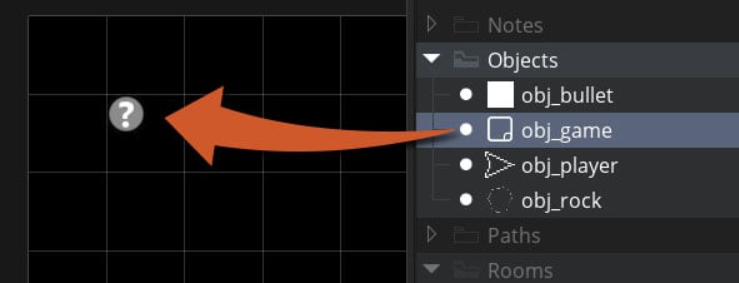 ?
Notes
Objects
obj_bullet
obj_game
obj_player
obj_rock
Paths
Rooms